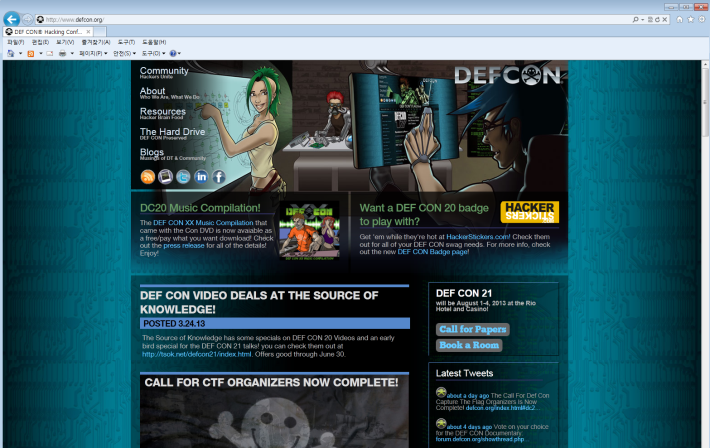 http://www.defcon.org/
DEF CON® Hacking Conf...
파일(F) 편집(E) 보기(V) 즐겨찾기(A) 도구(T) 도움말(H)
페이지(P) 안전(S) 도구(O)
DEFCON
Community
Hackers Unite
About
Who We Are, What We Do
Resources
Hacker Brain Food
The Hard Drive
DEF CON Preserved!
Blogs
Musings of DT & Community
DC20 Music Compilation!
The DEF CON XX Music Compilation that
came with the Con DVD is now avaiable as
a free/pay what you want download! Check
out the press release for all of the details!
Enjoy!
Want a DEF CON 20 badge
to play with?
HACKER
STICKERS
Get 'em while they're hot at HackerStickers.com! Check them
out for all of your DEF CON swag needs. For more info, check
out the new DEF CON Badge page!
DEF CON VIDEO DEALS AT THE SOURCE OF
KNOWLEDGE!
POSTED 3.24.13
The Source of Knowledge has some specials on DEF CON 20 Videos and an early
bird special for the DEF CON 21 talks! you can check them out at
http://tsok.net/defcon21/index.html. Offers good through June 30.
CALL FOR CTF ORGANIZERS NOW COMPLETE!
DEF CON 21
will be August 1-4, 2013 at the Rio
Hotel and Casino!
Call for Papers
Book a Room
Latest Tweets
about a day ago The Call For Def Con
Capture The Flag Organizers Is Now
Complete! defcon.org/index.html#dc2...
about 4 days ago Vote on your choice
for the DEF CON Documentary:
forum.defcon.org/showthread.php...